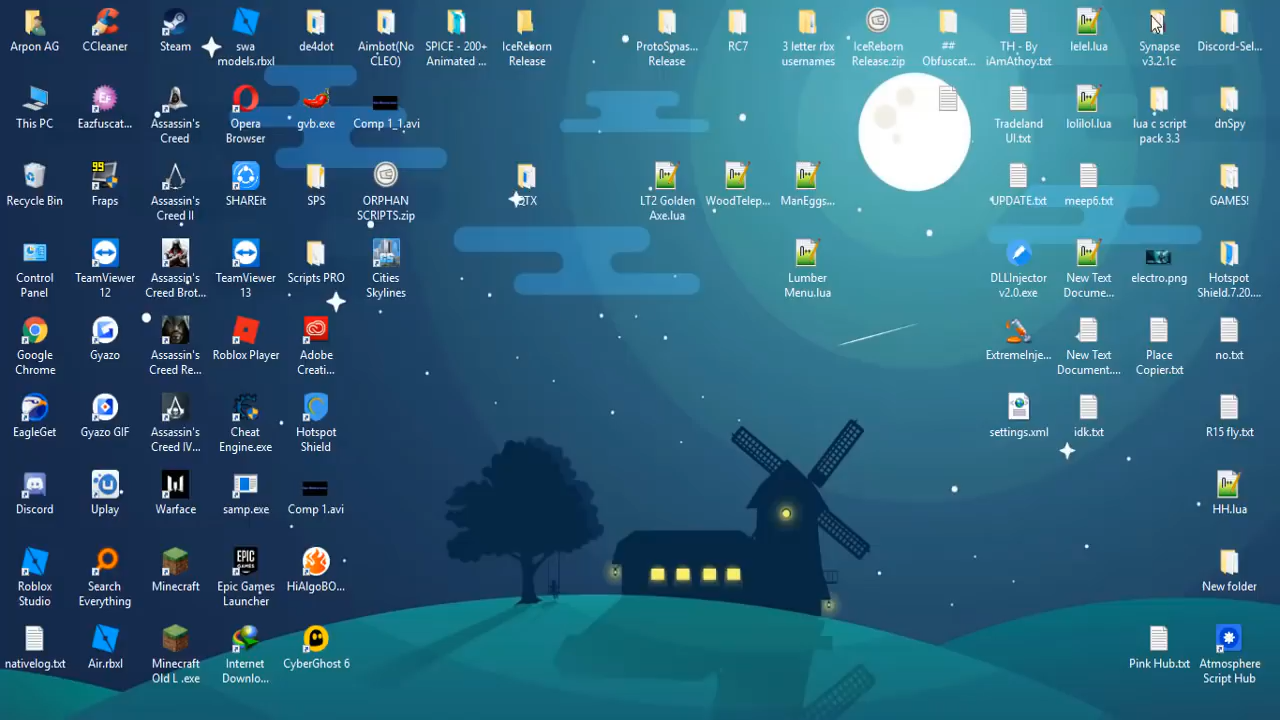 Arpon AG
CCleaner
Steam
swa
models.rbxl
de4dot
Aimbot(No
CLEO)
SPICE - 200+
Animated ...
IceReborn
Release
ProtoSmas...
Release
RC7
3 letter rbx
usernames
IceReborn
Release.zip
##
Obfuscat...
TH - By
iAmAthoy.txt
lelel.lua
Synapse
v3.2.1c
Discord-Sel...
This PC
Eazfuscat...
Assassin's
Creed
Opera
Browser
gvb.exe
Comp 1_1.avi
Tradeland
UI.txt
lolilol.lua
lua c script
pack 3.3
dnSpy
Recycle Bin
99
Fraps
Assassin's
Creed II
SHAREit
SPS
ORPHAN
SCRIPTS.zip
LT2 Golden
Axe.lua
WoodTelep...
ManEggs...
UPDATE.txt
meep6.txt
GAMES!
Control
Panel
TeamViewer
12
Assassin's
Creed Brot...
TeamViewer
13
Scripts PRO
Cities
Skylines
Lumber
Menu.lua
DLLInjector
v2.0.exe
New Text
Docume...
electro.png
Hotspot
Shield.7.20...
Google
Chrome
Gyazo
Assassin's
Creed Re...
Roblox Player
Adobe
Creati...
ExtremeInje...
New Text
Document....
Place
Copier.txt
no.txt
EagleGet
Gyazo GIF
Assassin's
Creed IV...
Cheat
Engine.exe
Hotspot
Shield
settings.xml
idk.txt
R15 fly.txt
Discord
Uplay
Warface
samp.exe
Comp 1.avi
HH.lua
Roblox
Studio
Search
Everything
Minecraft
EPIC
GAMES
Epic Games
Launcher
HiAlgoBO...
New folder
nativelog.txt
Air.rbxl
Minecraft
Old L .exe
Internet
Downlo...
CyberGhost 6
Pink Hub.txt
Atmosphere
Script Hub